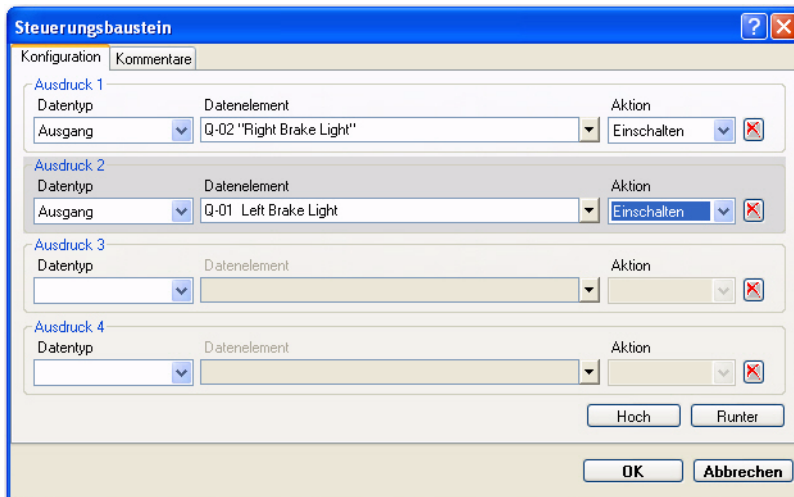 Steuerungsbaustein
Konfiguration Kommentare
Ausdruck 1
Datentyp Datenelement Aktion
Ausgang Q-02 "Right Brake Light" Einschalten
Ausdruck 2
Datentyp Datenelement Aktion
Ausgang Q-01 Left Brake Light Einschalten
Ausdruck 3
Datentyp Datenelement Aktion
Ausdruck 4
Datentyp Datenelement Aktion
Hoch Runter
OK Abbrechen